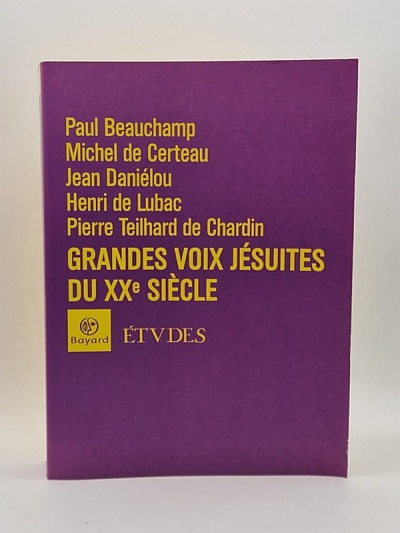 Paul Beauchamp
Michel de Certeau
Jean Daniélou
Henri de Lubac
Pierre Teilhard de Chardin
GRANDES VOIX JÉSUITES
DU XXe SIÈCLE
Bayard
ÉTVDES